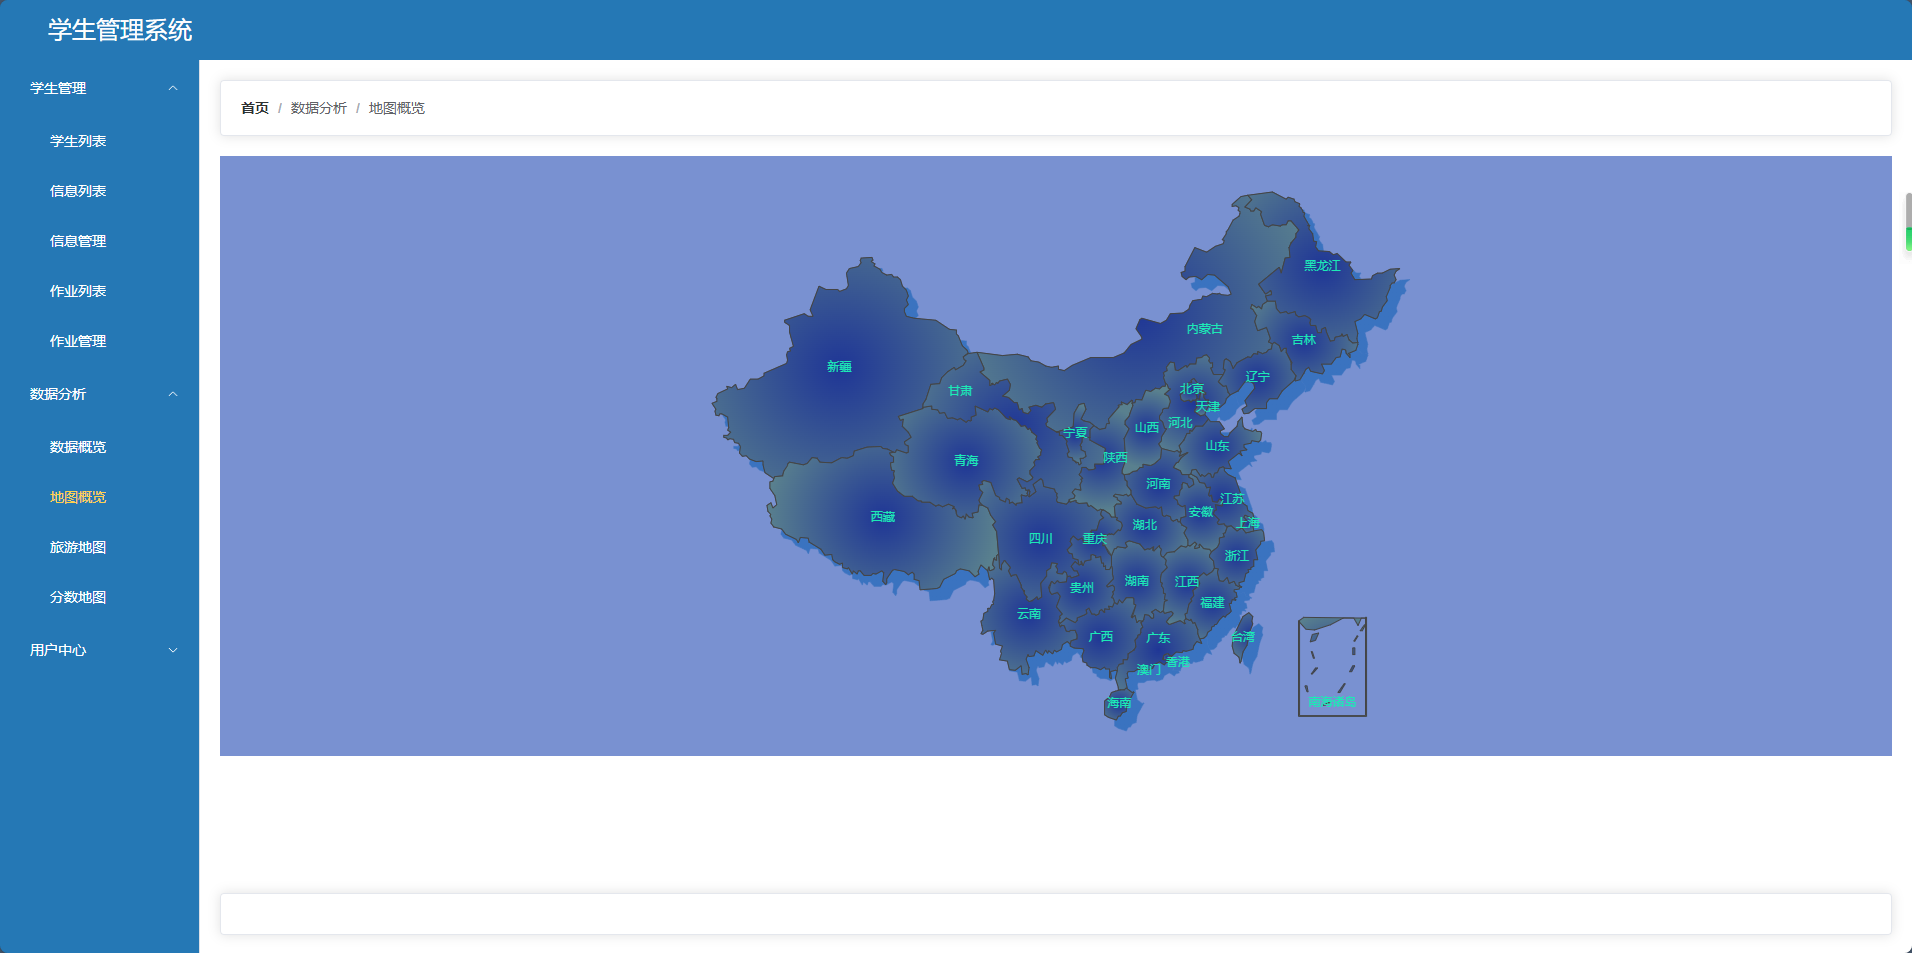 学生管理系统
学生管理
学生列表
信息列表
信息管理
作业列表
作业管理
数据分析
数据概览
地图概览
旅游地图
分数地图
用户中心
首页 / 数据分析 / 地图概览
黑龙江
内蒙古
吉林
新疆
辽宁
甘肃
北京
天津
河北
山西
宁夏
山东
陕西
青海
河南
江苏
安徽
西藏
上海
湖北
四川
重庆
浙江
湖南
江西
贵州
福建
云南
广西
广东
台湾
香港
澳门
海南
南海诸岛